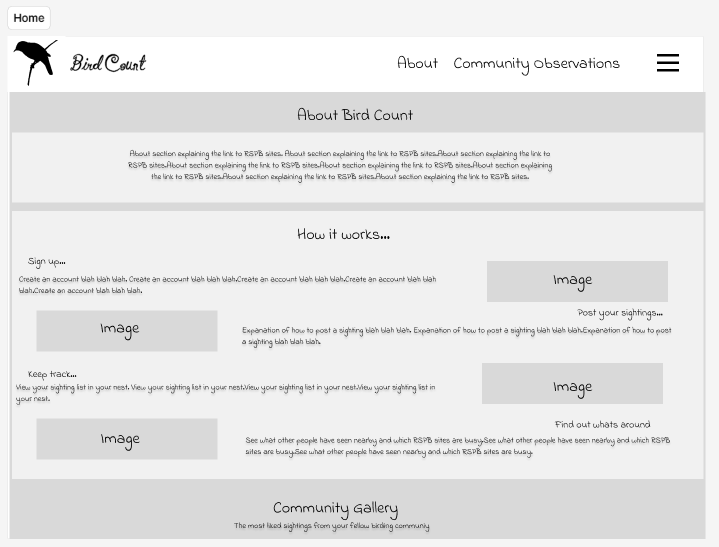 Home
Bird Count
About Community Observations
About Bird Count
About section explaining the link to RSPB sites. About section explaining the link to RSPB sites.About section explaining the link to
RSPB sites.About section explaining the link to RSPB sites.About section explaining the link to RSPB sites.About section explaining
the link to RSPB sites.About section explaining the link to RSPB sites.About section explaining the link to RSPB sites.
How it works...
Sign up...
Create an account blah blah blah. Create an account blah blah blah.Create an account blah blah blah.Create an account blah blah
blah.Create an account blah blah blah.
Image
Post your sightings...
Image
Expanation of how to post a sighting blah blah blah. Expanation of how to post a sighting blah blah blah.Expanation of how to post
a sighting blah blah blah.
Keep track...
View your sighting list in your nest. View your sighting list in your nest.View your sighting list in your nest.View your sighting list in
your nest.
Image
Find out whats around
Image
See what other people have seen nearby and which RSPB sites are busy.See what other people have seen nearby and which RSPB
sites are busy.See what other people have seen nearby and which RSPB sites are busy.
Community Gallery
The most liked sightings from your fellow birding communiy